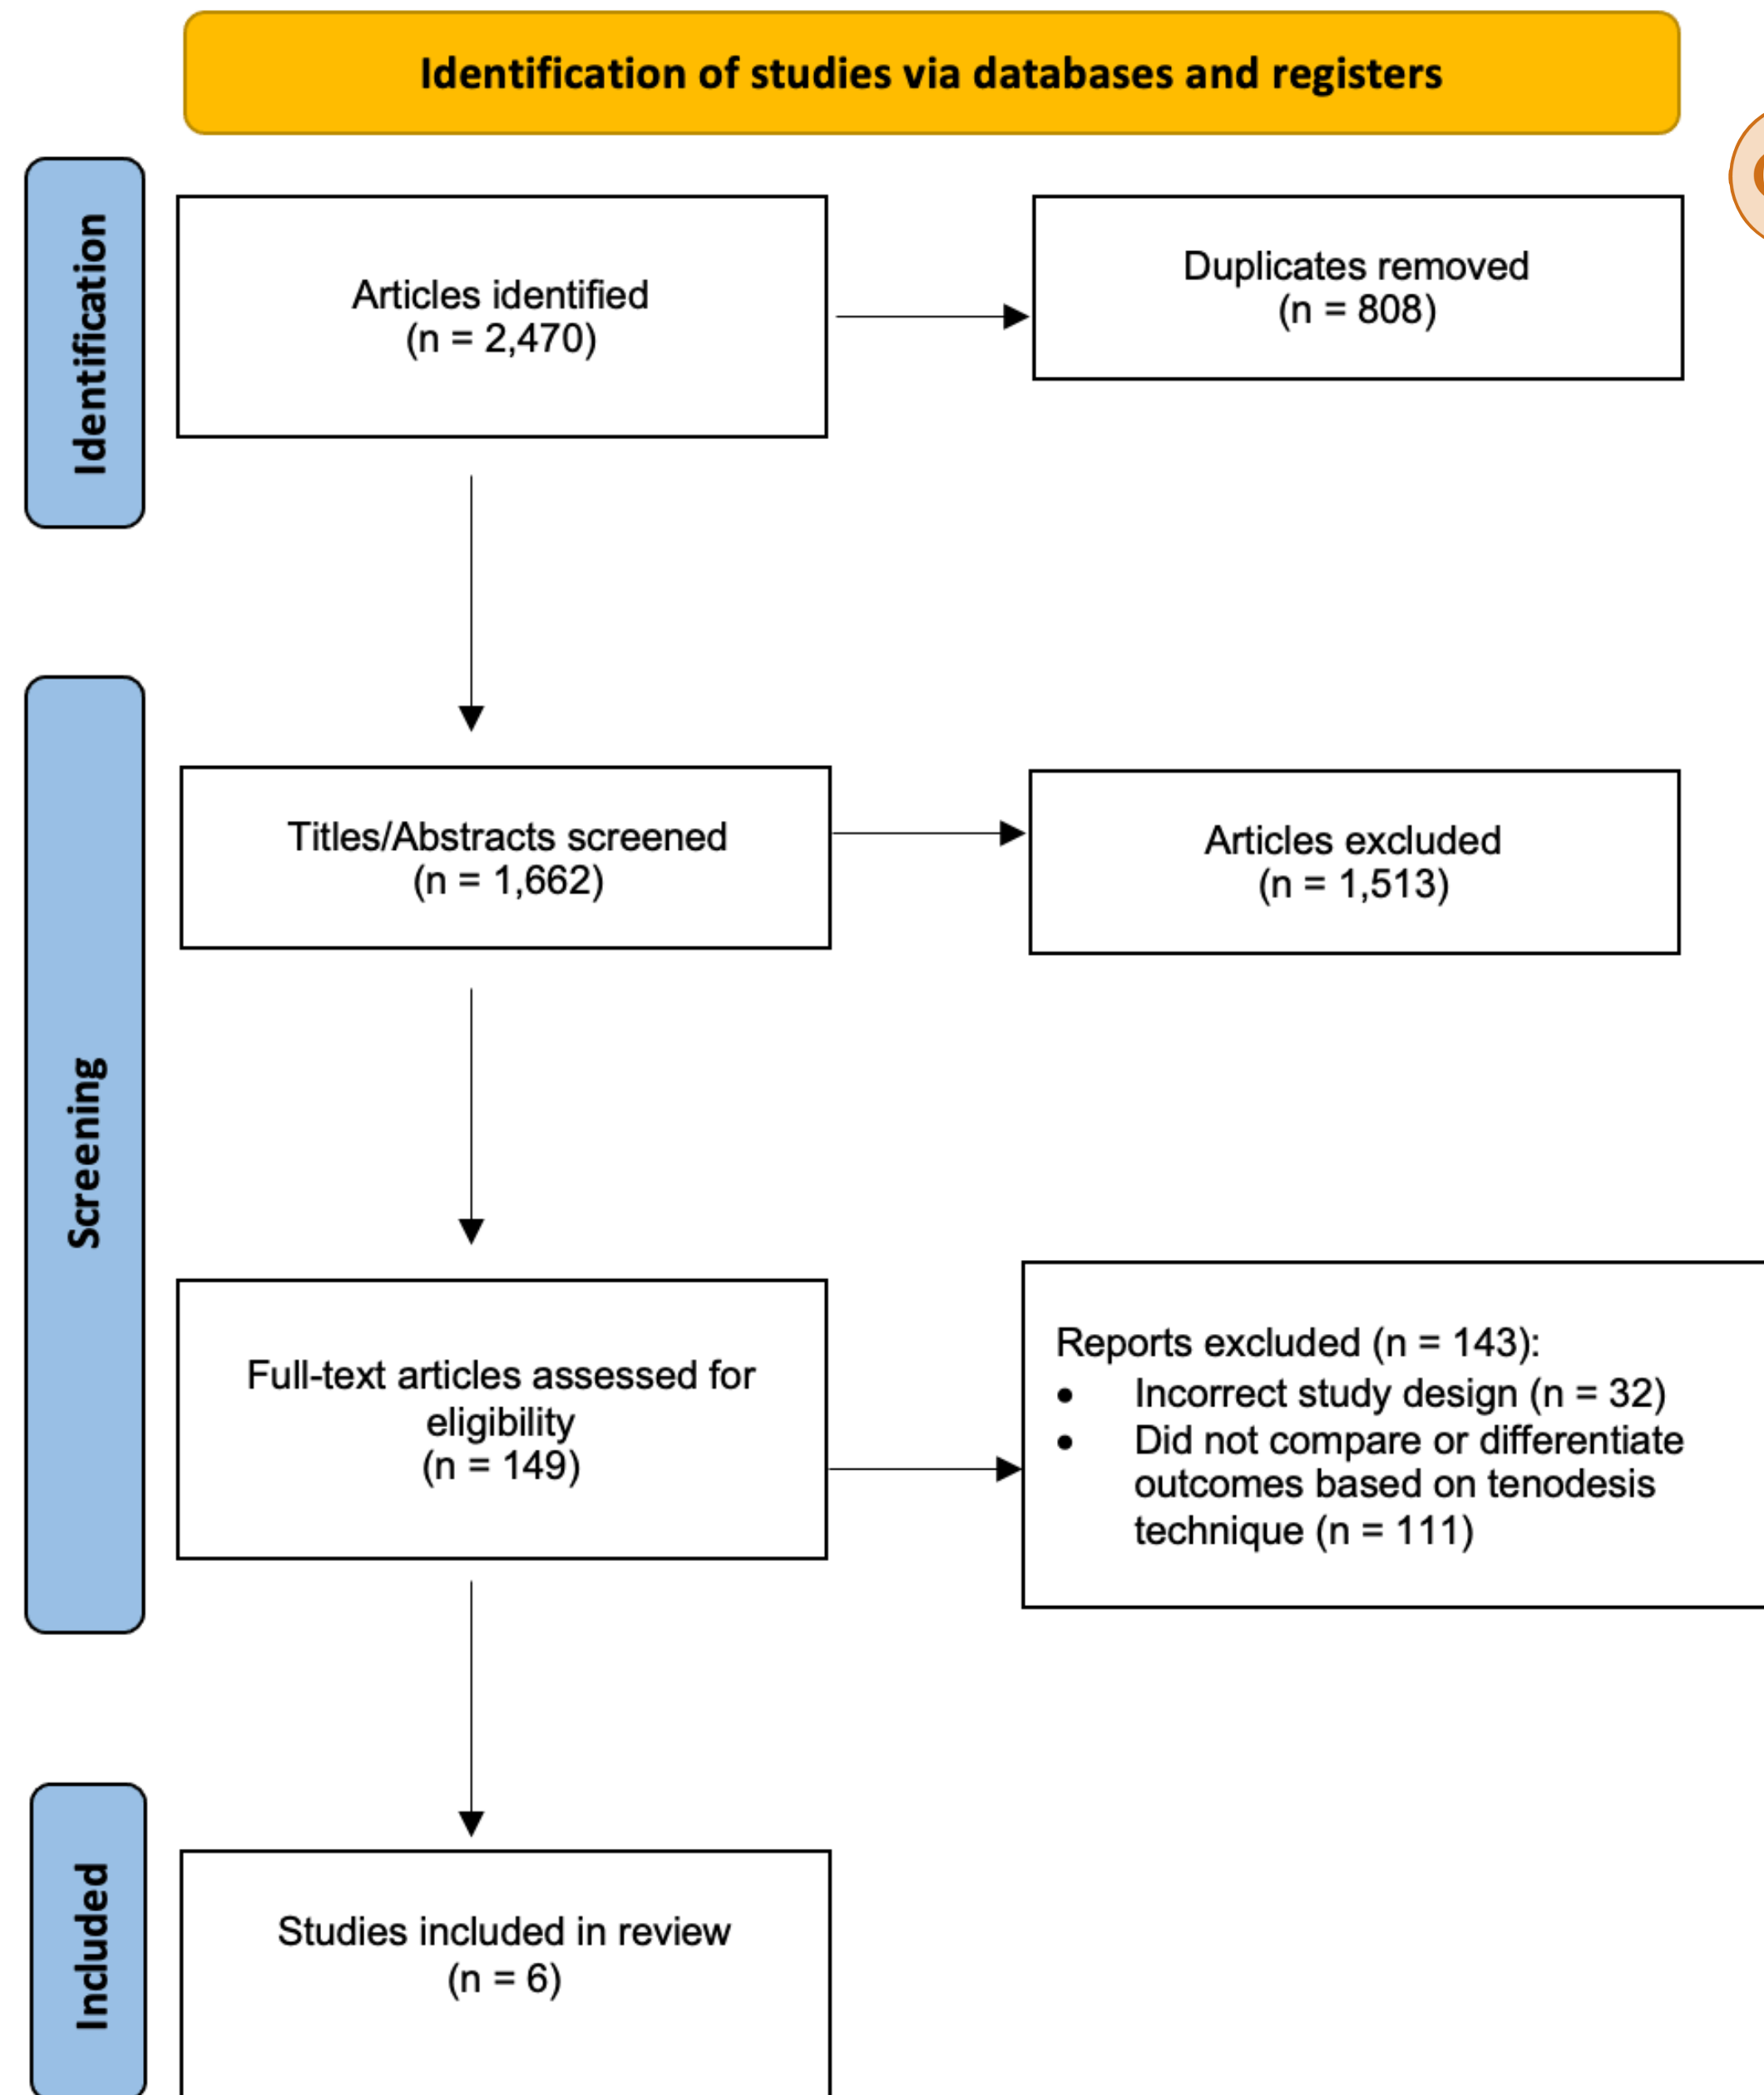 Identification of studies via databases and registers
Identification
Articles identified
(n = 2,470)
Duplicates removed
(n = 808)
Screening
Titles/Abstracts screened
(n = 1,662)
Articles excluded
(n = 1,513)
Full-text articles assessed for
eligibility
(n = 149)
Reports excluded (n = 143):
• Incorrect study design (n = 32)
• Did not compare or differentiate
outcomes based on tenodesis
technique (n = 111)
Included
Studies included in review
(n = 6)